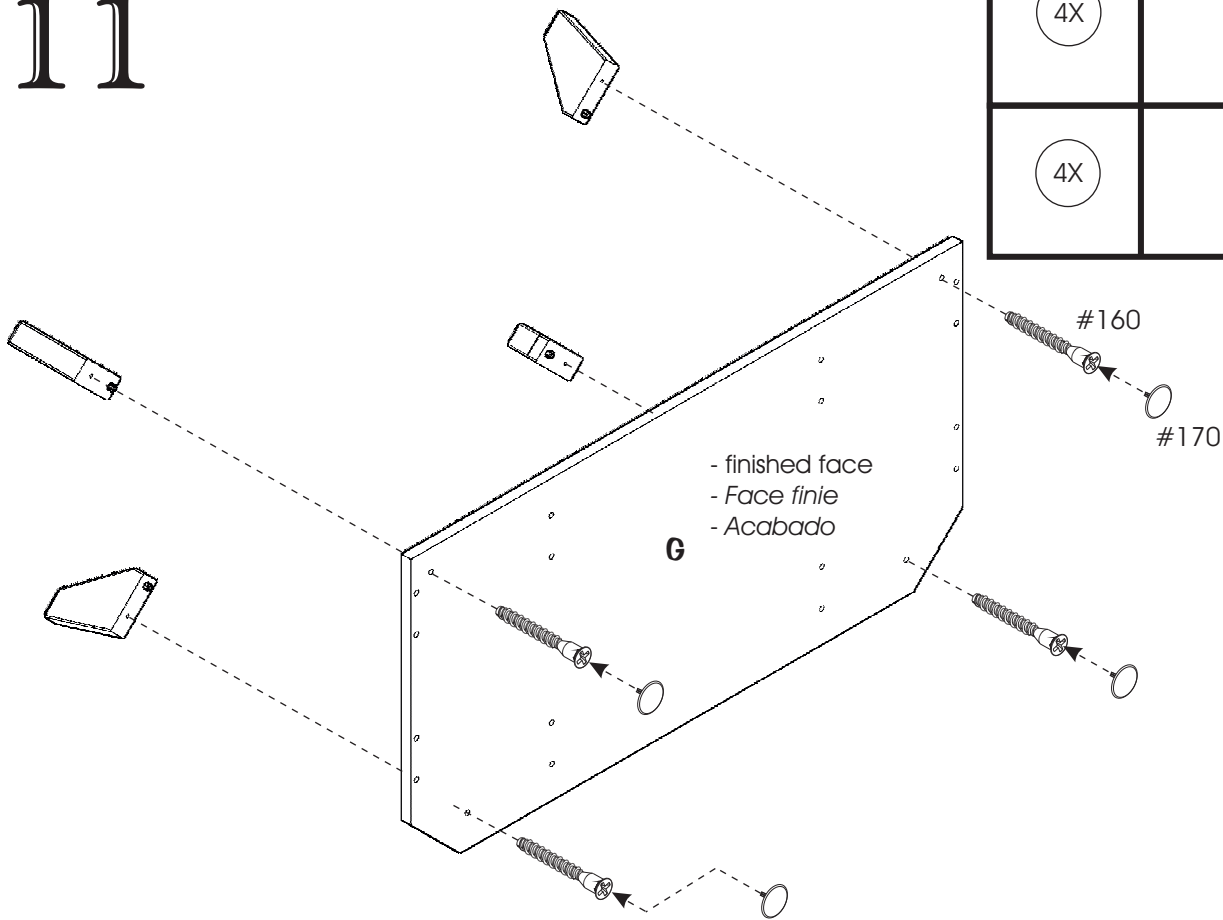 11
4X
4X
#160
#170
- finished face
- Face finie
- Acabado
G